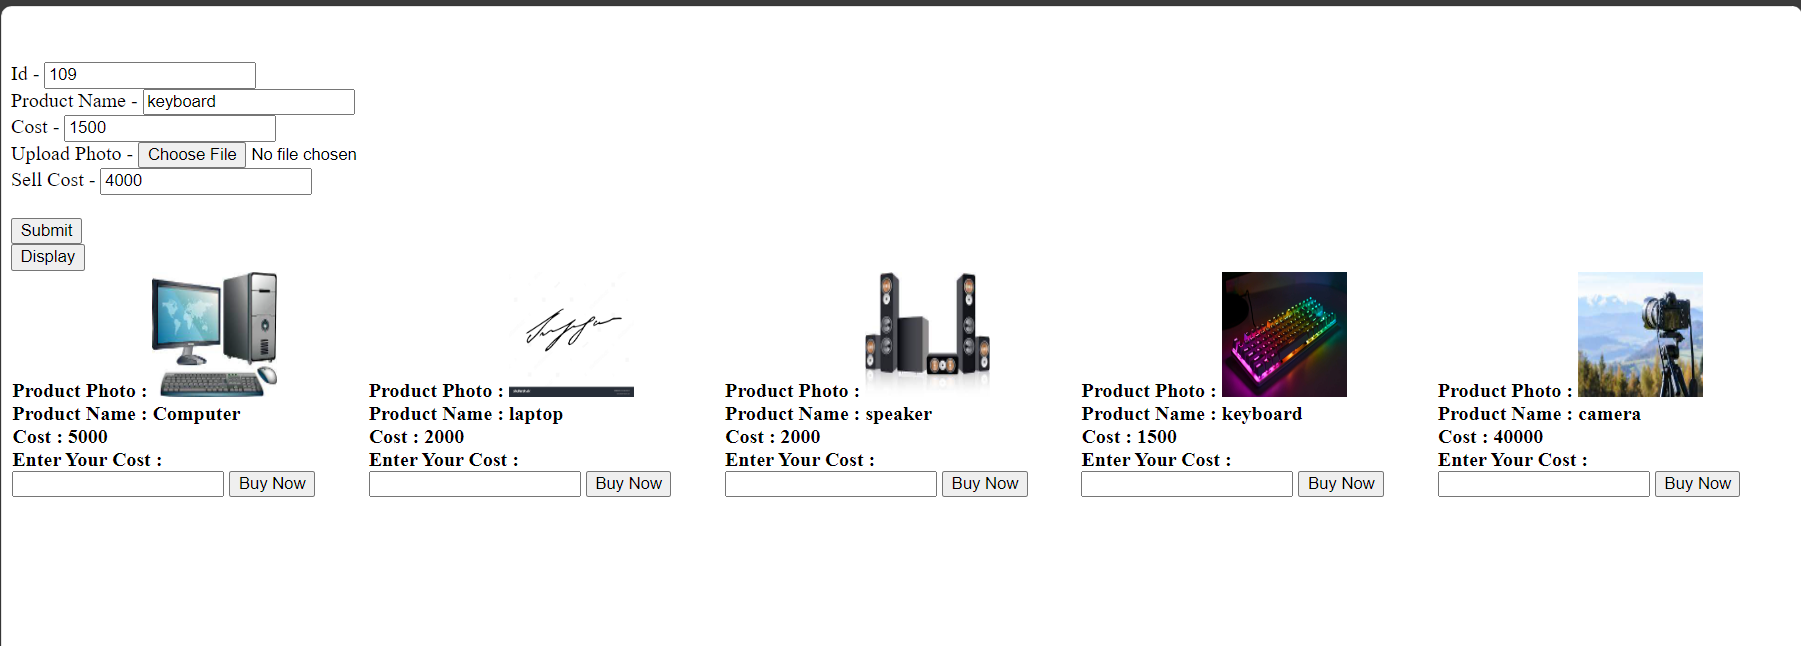 Id - 109
Product Name - keyboard
Cost - 1500
Upload Photo - Choose File No file chosen
Sell Cost - 4000
Submit
Display
Product Photo :
Product Name : Computer
Cost : 5000
Enter Your Cost :
Buy Now
Product Photo :
Product Name : laptop
Cost : 2000
Enter Your Cost :
Buy Now
Product Photo :
Product Name : speaker
Cost : 2000
Enter Your Cost :
Buy Now
Product Photo :
Product Name : keyboard
Cost : 1500
Enter Your Cost :
Buy Now
Product Photo :
Product Name : camera
Cost : 40000
Enter Your Cost :
Buy Now